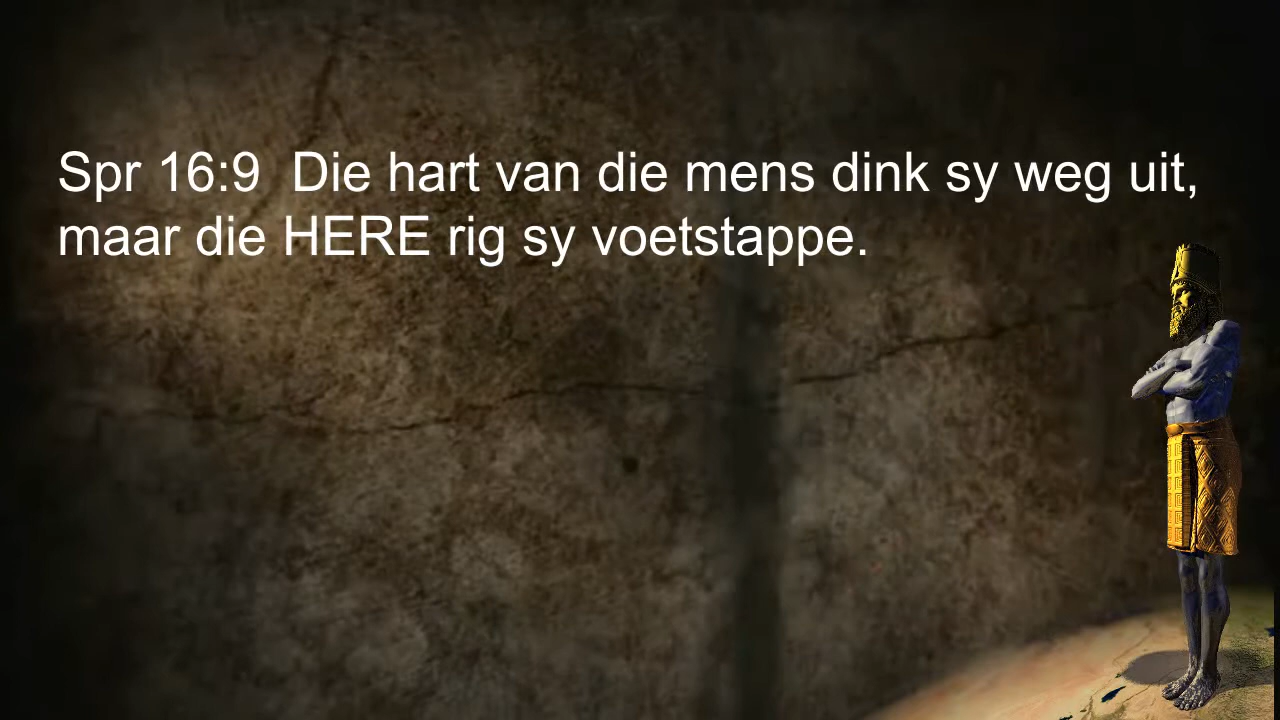 Spr 16:9  Die hart van die mens dink sy weg uit,
maar die HERE rig sy voetstappe.